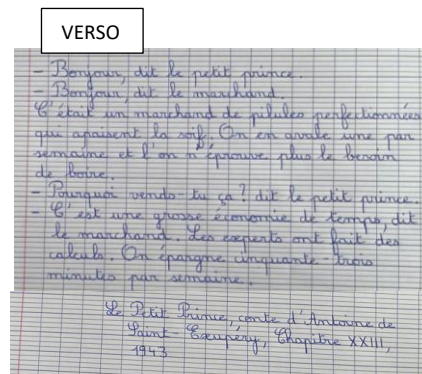 VERSO
- Bonjour, dit le petit prince.
- Bonjour, dit le marchand.
C'était un marchand de pilules perfectionnées
qui apaisent la soif. On en avale une par
semaine et l'on n'éprouve plus le besoin
de boire.
- Pourquoi vends-tu ça ? dit le petit prince.
- C'est une grosse économie de temps, dit
le marchand. Les experts ont fait des
calculs. On épargne cinquante-trois
minutes par semaine.
Le Petit Prince, conte d'Antoine de
Saint-Exupéry, Chapitre XXIII,
1943